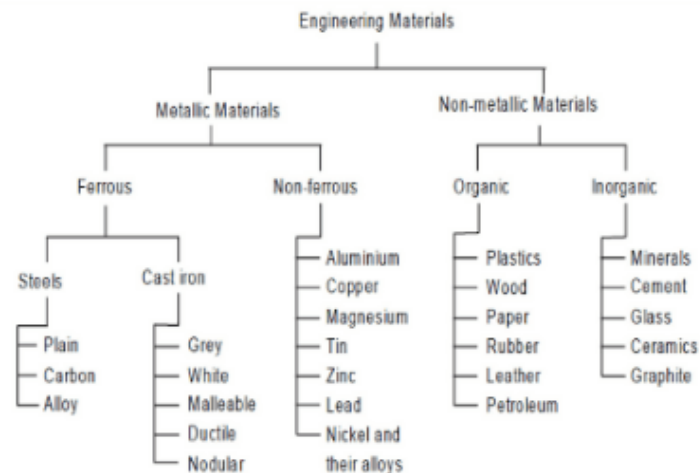 Engineering Materials
Metallic Materials
Non-metallic Materials
Ferrous
Non-ferrous
Organic
Inorganic
Steels
Cast iron
Plain
Carbon
Alloy
Grey
White
Malleable
Ductile
Nodular
Aluminium
Copper
Magnesium
Tin
Zinc
Lead
Nickel and
their alloys
Plastics
Wood
Paper
Rubber
Leather
Petroleum
Minerals
Cement
Glass
Ceramics
Graphite